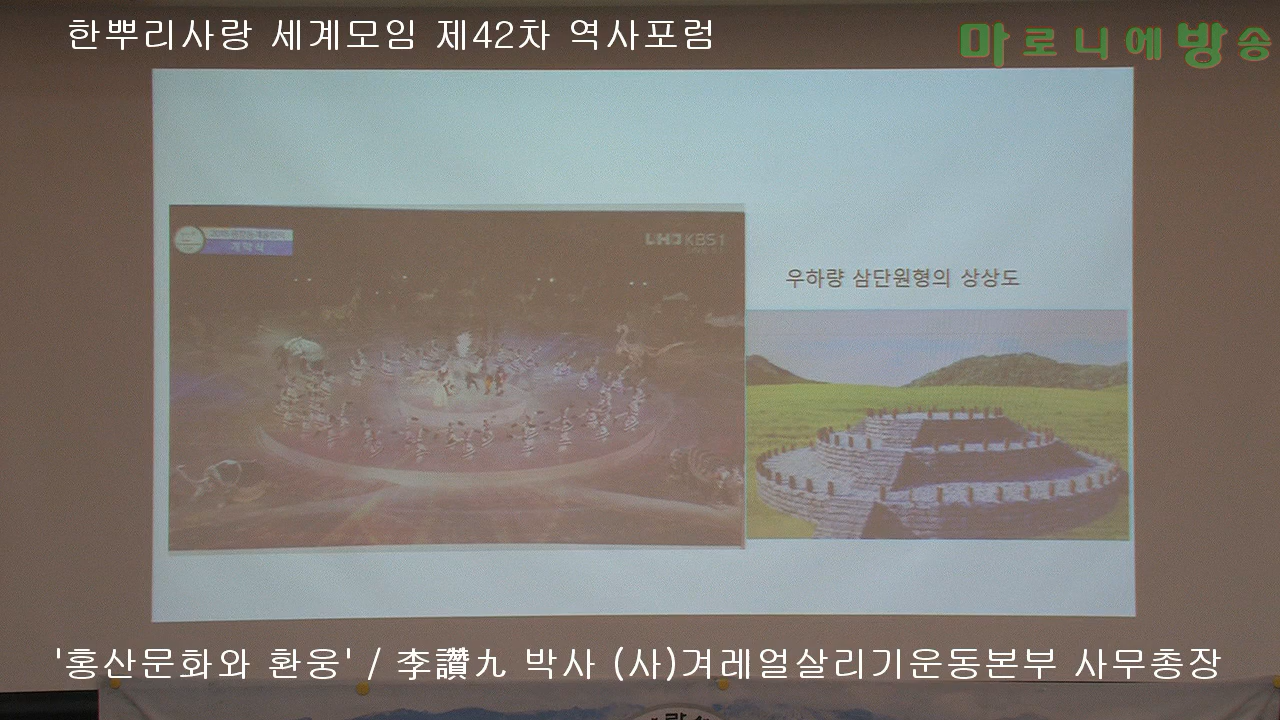 한뿌리사랑 세계모임 제42차 역사포럼
마로니에방송
개막식
KBS1
우하량 삼단원형의 상상도
'홍산문화와 환웅' / 李讚九 박사 (사)겨레얼살리기운동본부 사무총장